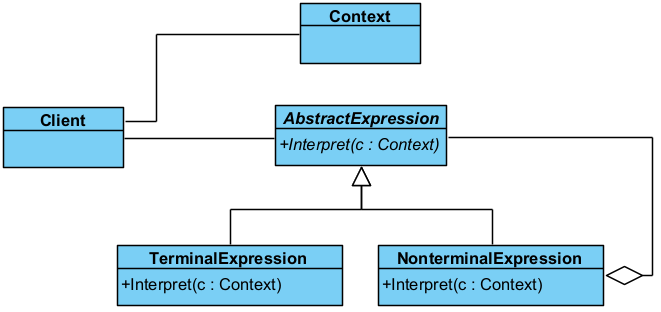 Context
Client
AbstractExpression
+Interpret(c : Context)
TerminalExpression
+Interpret(c : Context)
NonterminalExpression
+Interpret(c : Context)